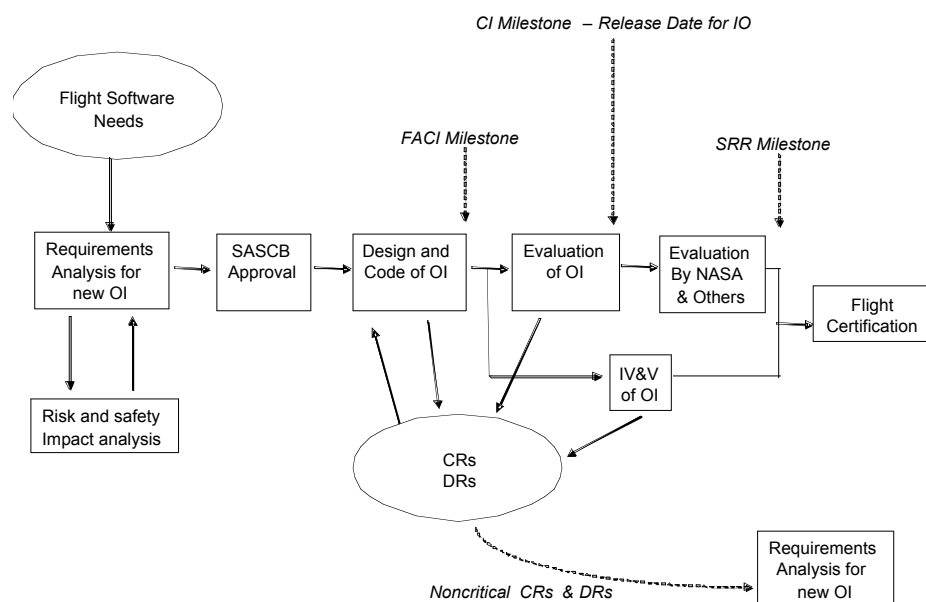 CI Milestone – Release Date for IO
Flight Software
Needs
FACI Milestone
SRR Milestone
Requirements
Analysis for
new OI
SASCB
Approval
Design and
Code of OI
Evaluation
of OI
Evaluation
By NASA
& Others
Flight
Certification
IV&V
of OI
Risk and safety
Impact analysis
CRs
DRs
Requirements
Analysis for
new OI
Noncritical CRs & DRs